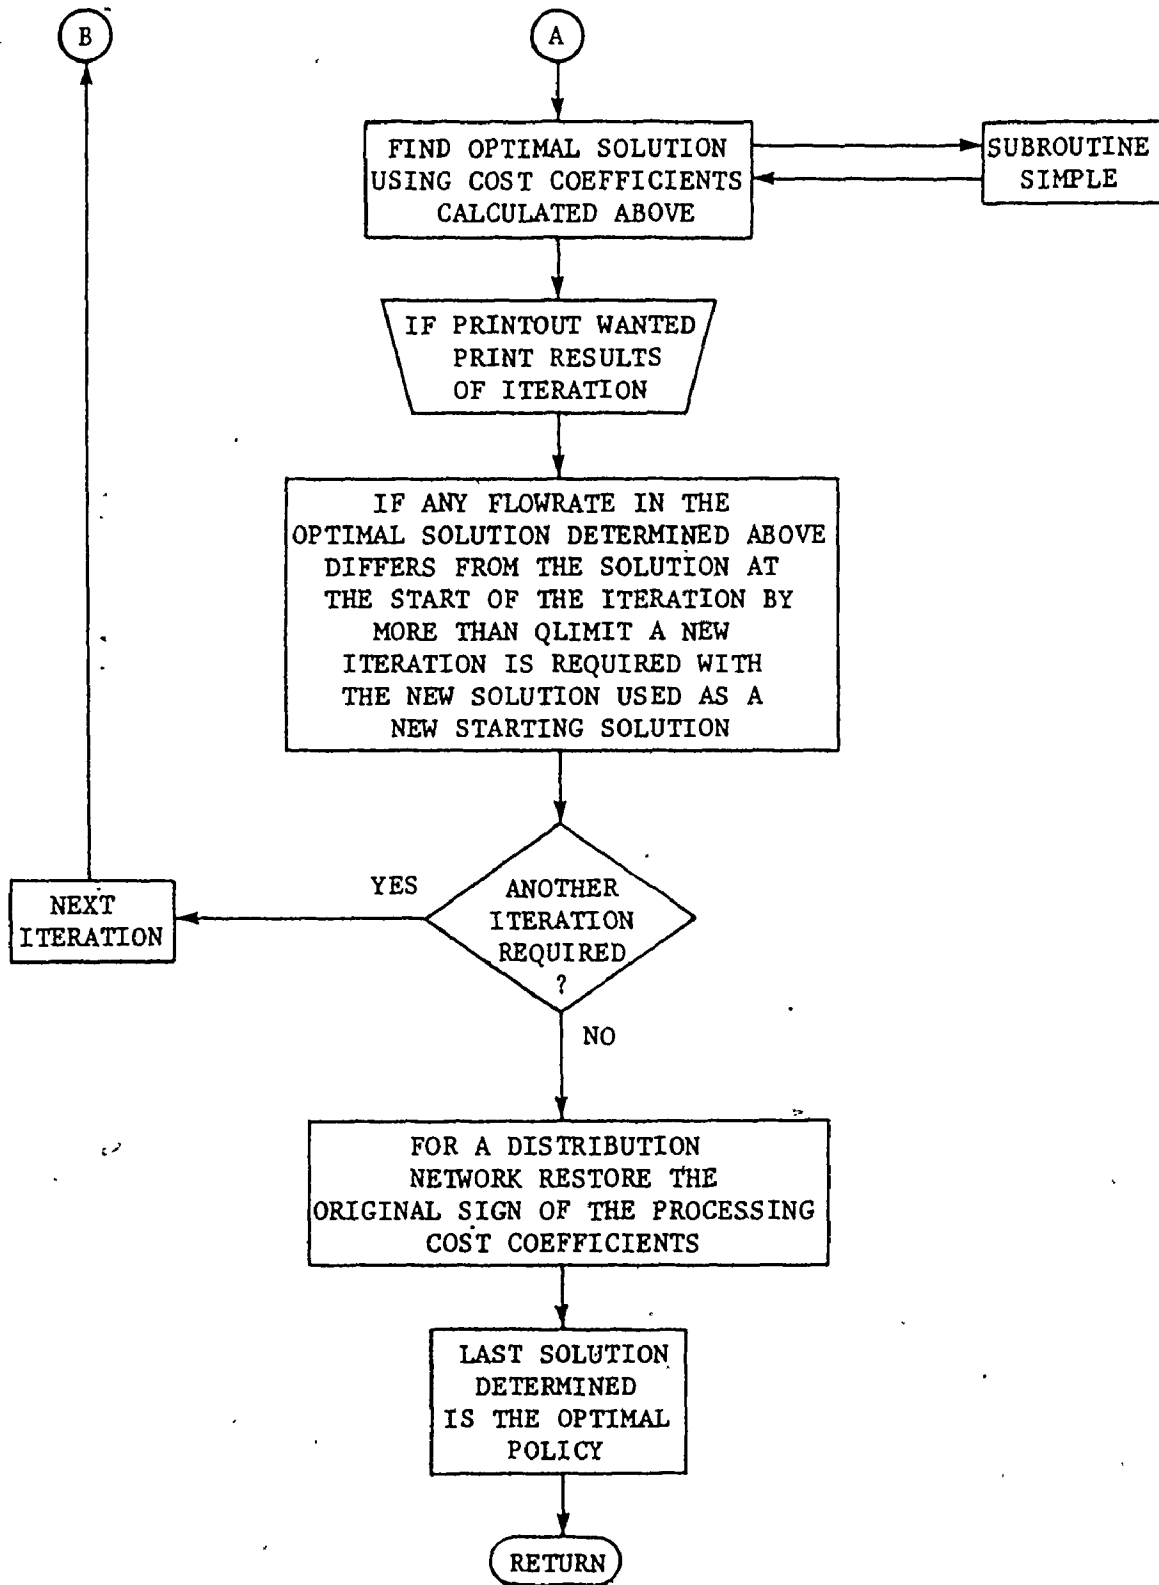 B
A
FIND OPTIMAL SOLUTION
USING COST COEFFICIENTS
CALCULATED ABOVE
SUBROUTINE
SIMPLE
IF PRINTOUT WANTED
PRINT RESULTS
OF ITERATION
IF ANY FLOWRATE IN THE
OPTIMAL SOLUTION DETERMINED ABOVE
DIFFERS FROM THE SOLUTION AT
THE START OF THE ITERATION BY
MORE THAN QLIMIT A NEW
ITERATION IS REQUIRED WITH
THE NEW SOLUTION USED AS A
NEW STARTING SOLUTION
YES
NEXT
ITERATION
ANOTHER
ITERATION
REQUIRED
?
NO
FOR A DISTRIBUTION
NETWORK RESTORE THE
ORIGINAL SIGN OF THE PROCESSING
COST COEFFICIENTS
LAST SOLUTION
DETERMINED
IS THE OPTIMAL
POLICY
RETURN